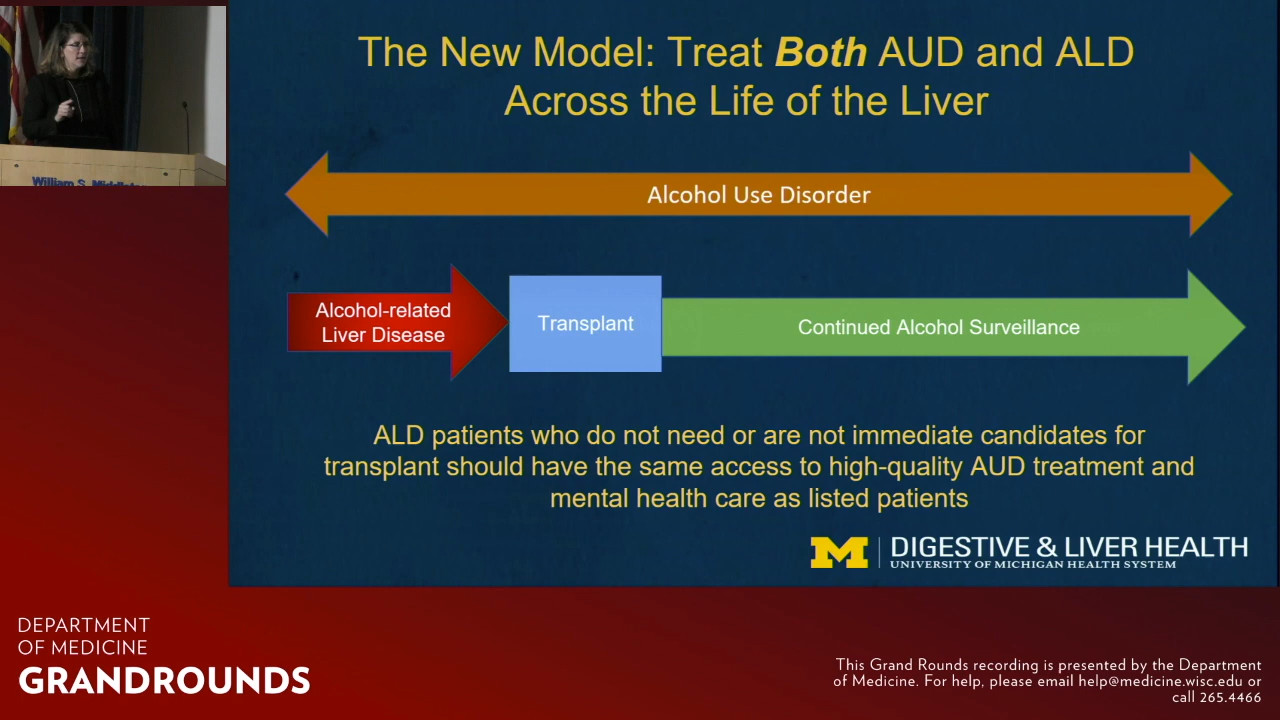 The New Model: Treat Both AUD and ALD
Across the Life of the Liver
Alcohol Use Disorder
Alcohol-related
Liver Disease
Transplant
Continued Alcohol Surveillance
ALD patients who do not need or are not immediate candidates for
transplant should have the same access to high-quality AUD treatment and
mental health care as listed patients
M
DIGESTIVE & LIVER HEALTH
UNIVERSITY OF MICHIGAN HEALTH SYSTEM
William S.
DEPARTMENT
OF MEDICINE
GRANDROUNDS
This Grand Rounds recording is presented by the Department
of Medicine. For help, please email help@medicine.wisc.edu or
call 265.4466